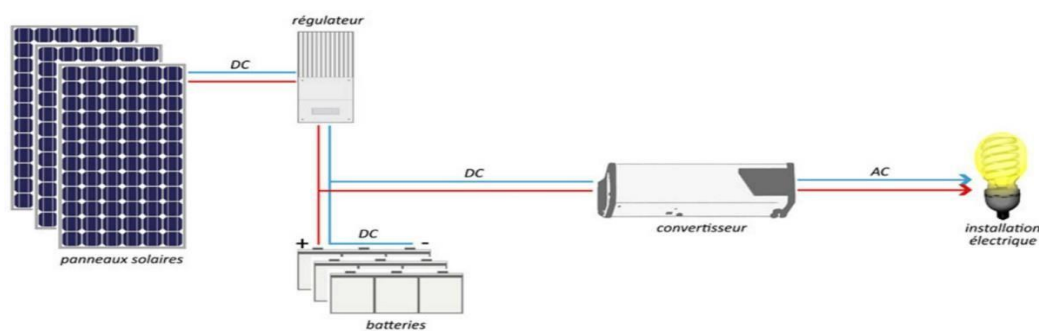 régulateur
DC
DC
AC
convertisseur
installation
électrique
DC
+
-
panneaux solaires
batteries